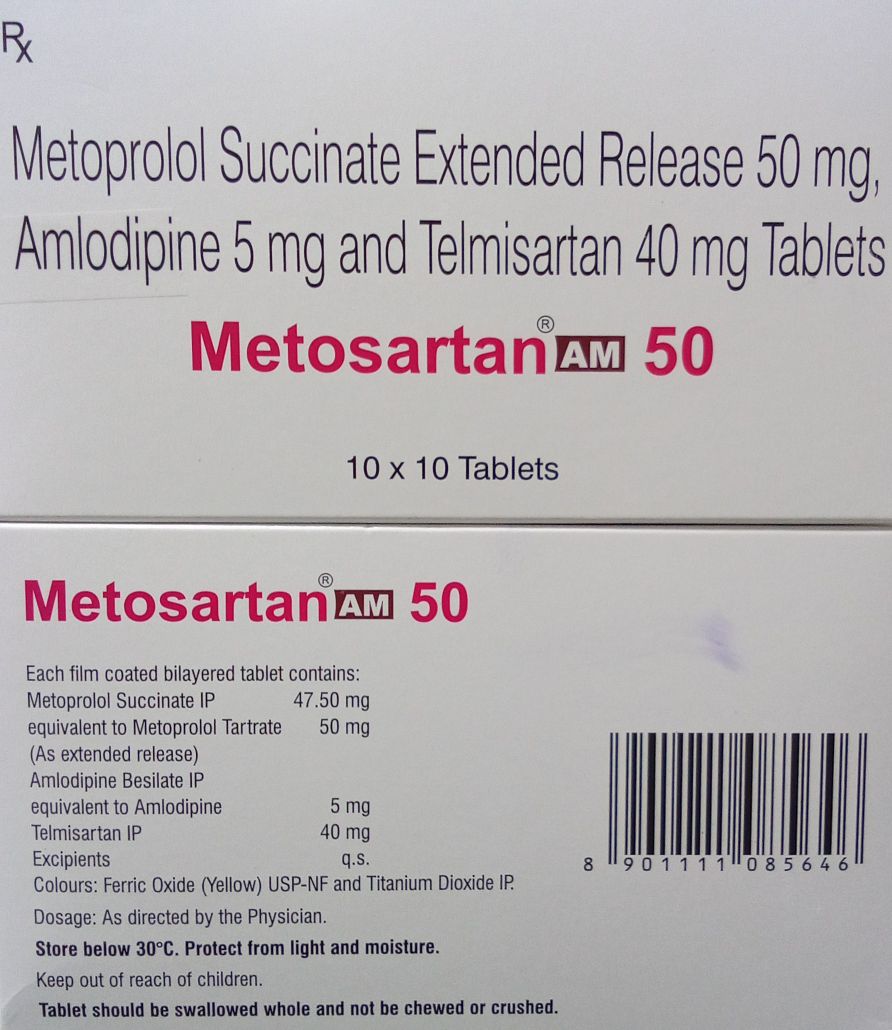 Rx
Metoprolol Succinate Extended Release 50 mg,
Amlodipine 5 mg and Telmisartan 40 mg Tablets
Metosartan® AM 50
10 x 10 Tablets
Metosartan® AM 50
Each film coated bilayered tablet contains:
Metoprolol Succinate IP 47.50 mg
equivalent to Metoprolol Tartrate 50 mg
(As extended release)
Amlodipine Besilate IP
equivalent to Amlodipine 5 mg
Telmisartan IP 40 mg
Excipients q.s.
Colours: Ferric Oxide (Yellow) USP-NF and Titanium Dioxide IP.
Dosage: As directed by the Physician.
Store below 30°C. Protect from light and moisture.
Keep out of reach of children.
Tablet should be swallowed whole and not be chewed or crushed.
8 901111 085646